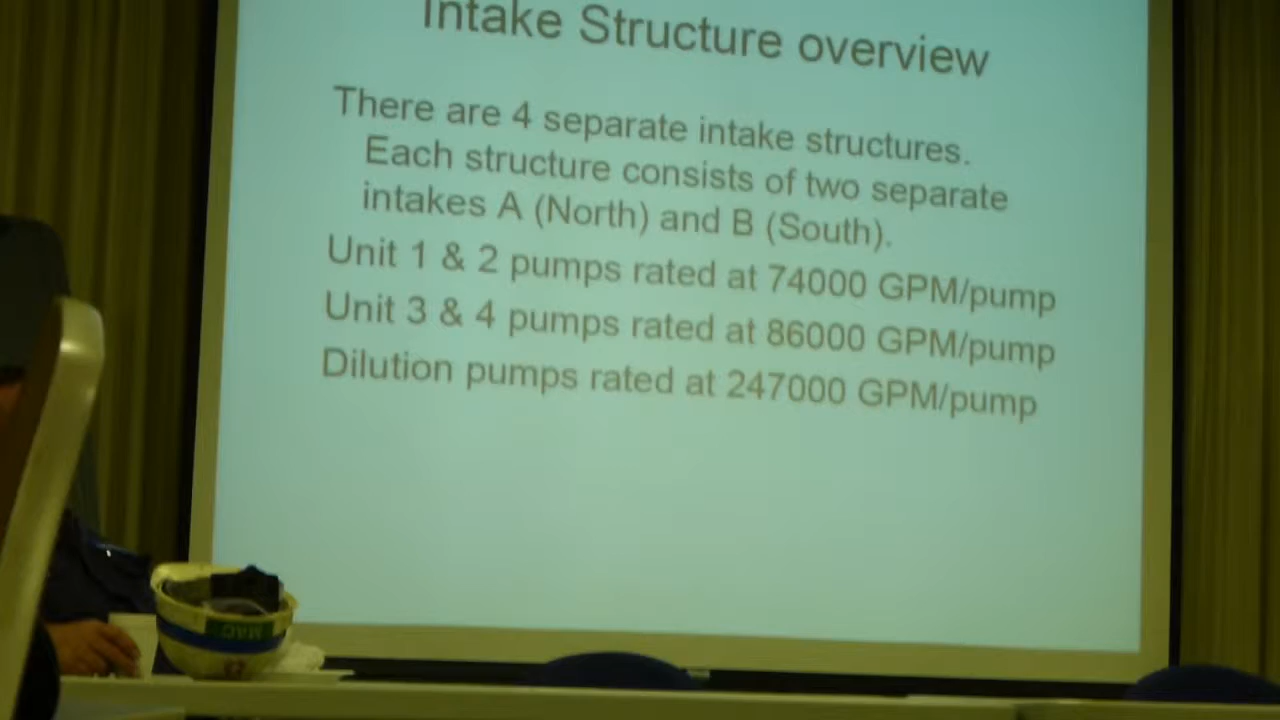 Intake Structure overview
There are 4 separate intake structures.
Each structure consists of two separate
intakes A (North) and B (South).
Unit 1 & 2 pumps rated at 74000 GPM/pump
Unit 3 & 4 pumps rated at 86000 GPM/pump
Dilution pumps rated at 247000 GPM/pump
MAC